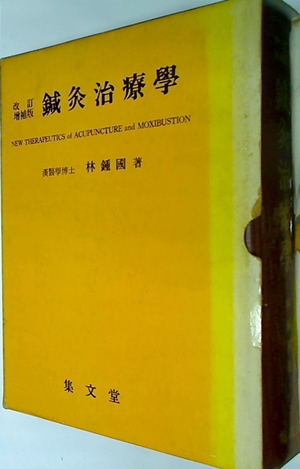 改訂
增補版 鍼灸治療學
NEW THERAPEUTICS of ACUPUNCTURE and MOXIBUSTION
漢醫學博士 林鍾國 著
集文堂